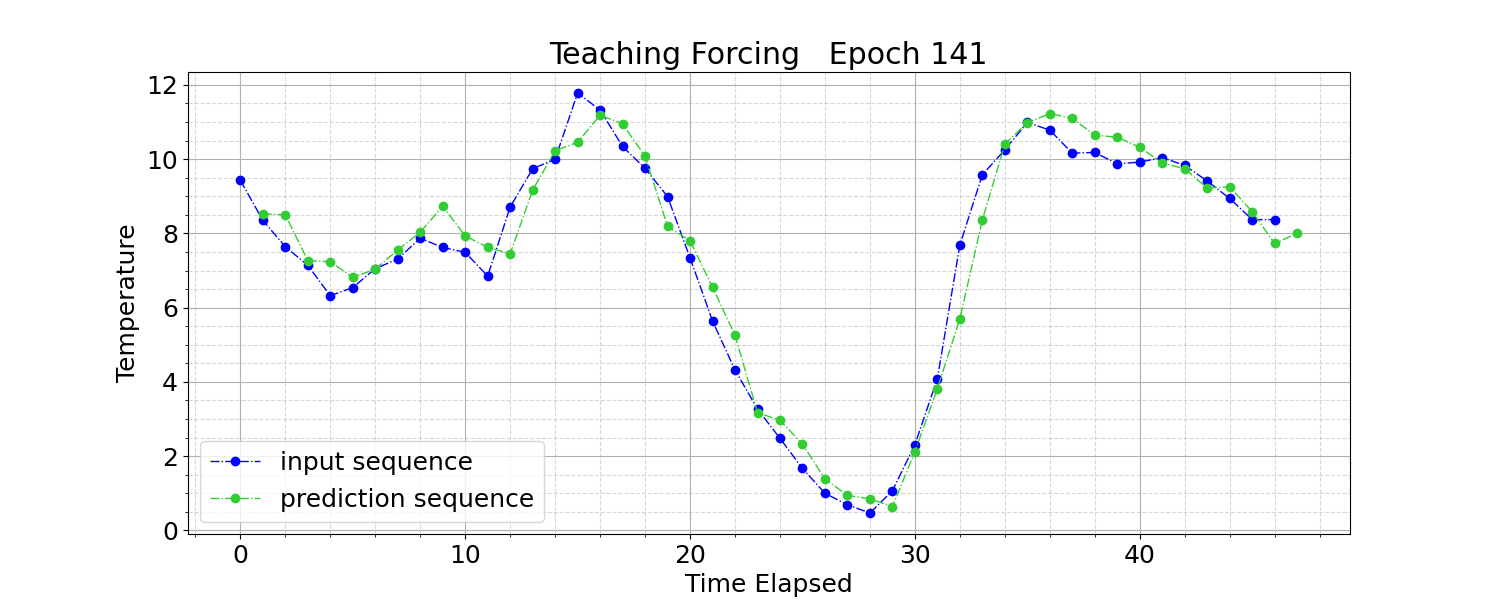 Teaching Forcing   Epoch 141
12
10
8
6
4
2
0
Temperature
input sequence
prediction sequence
0 10 20 30 40
Time Elapsed